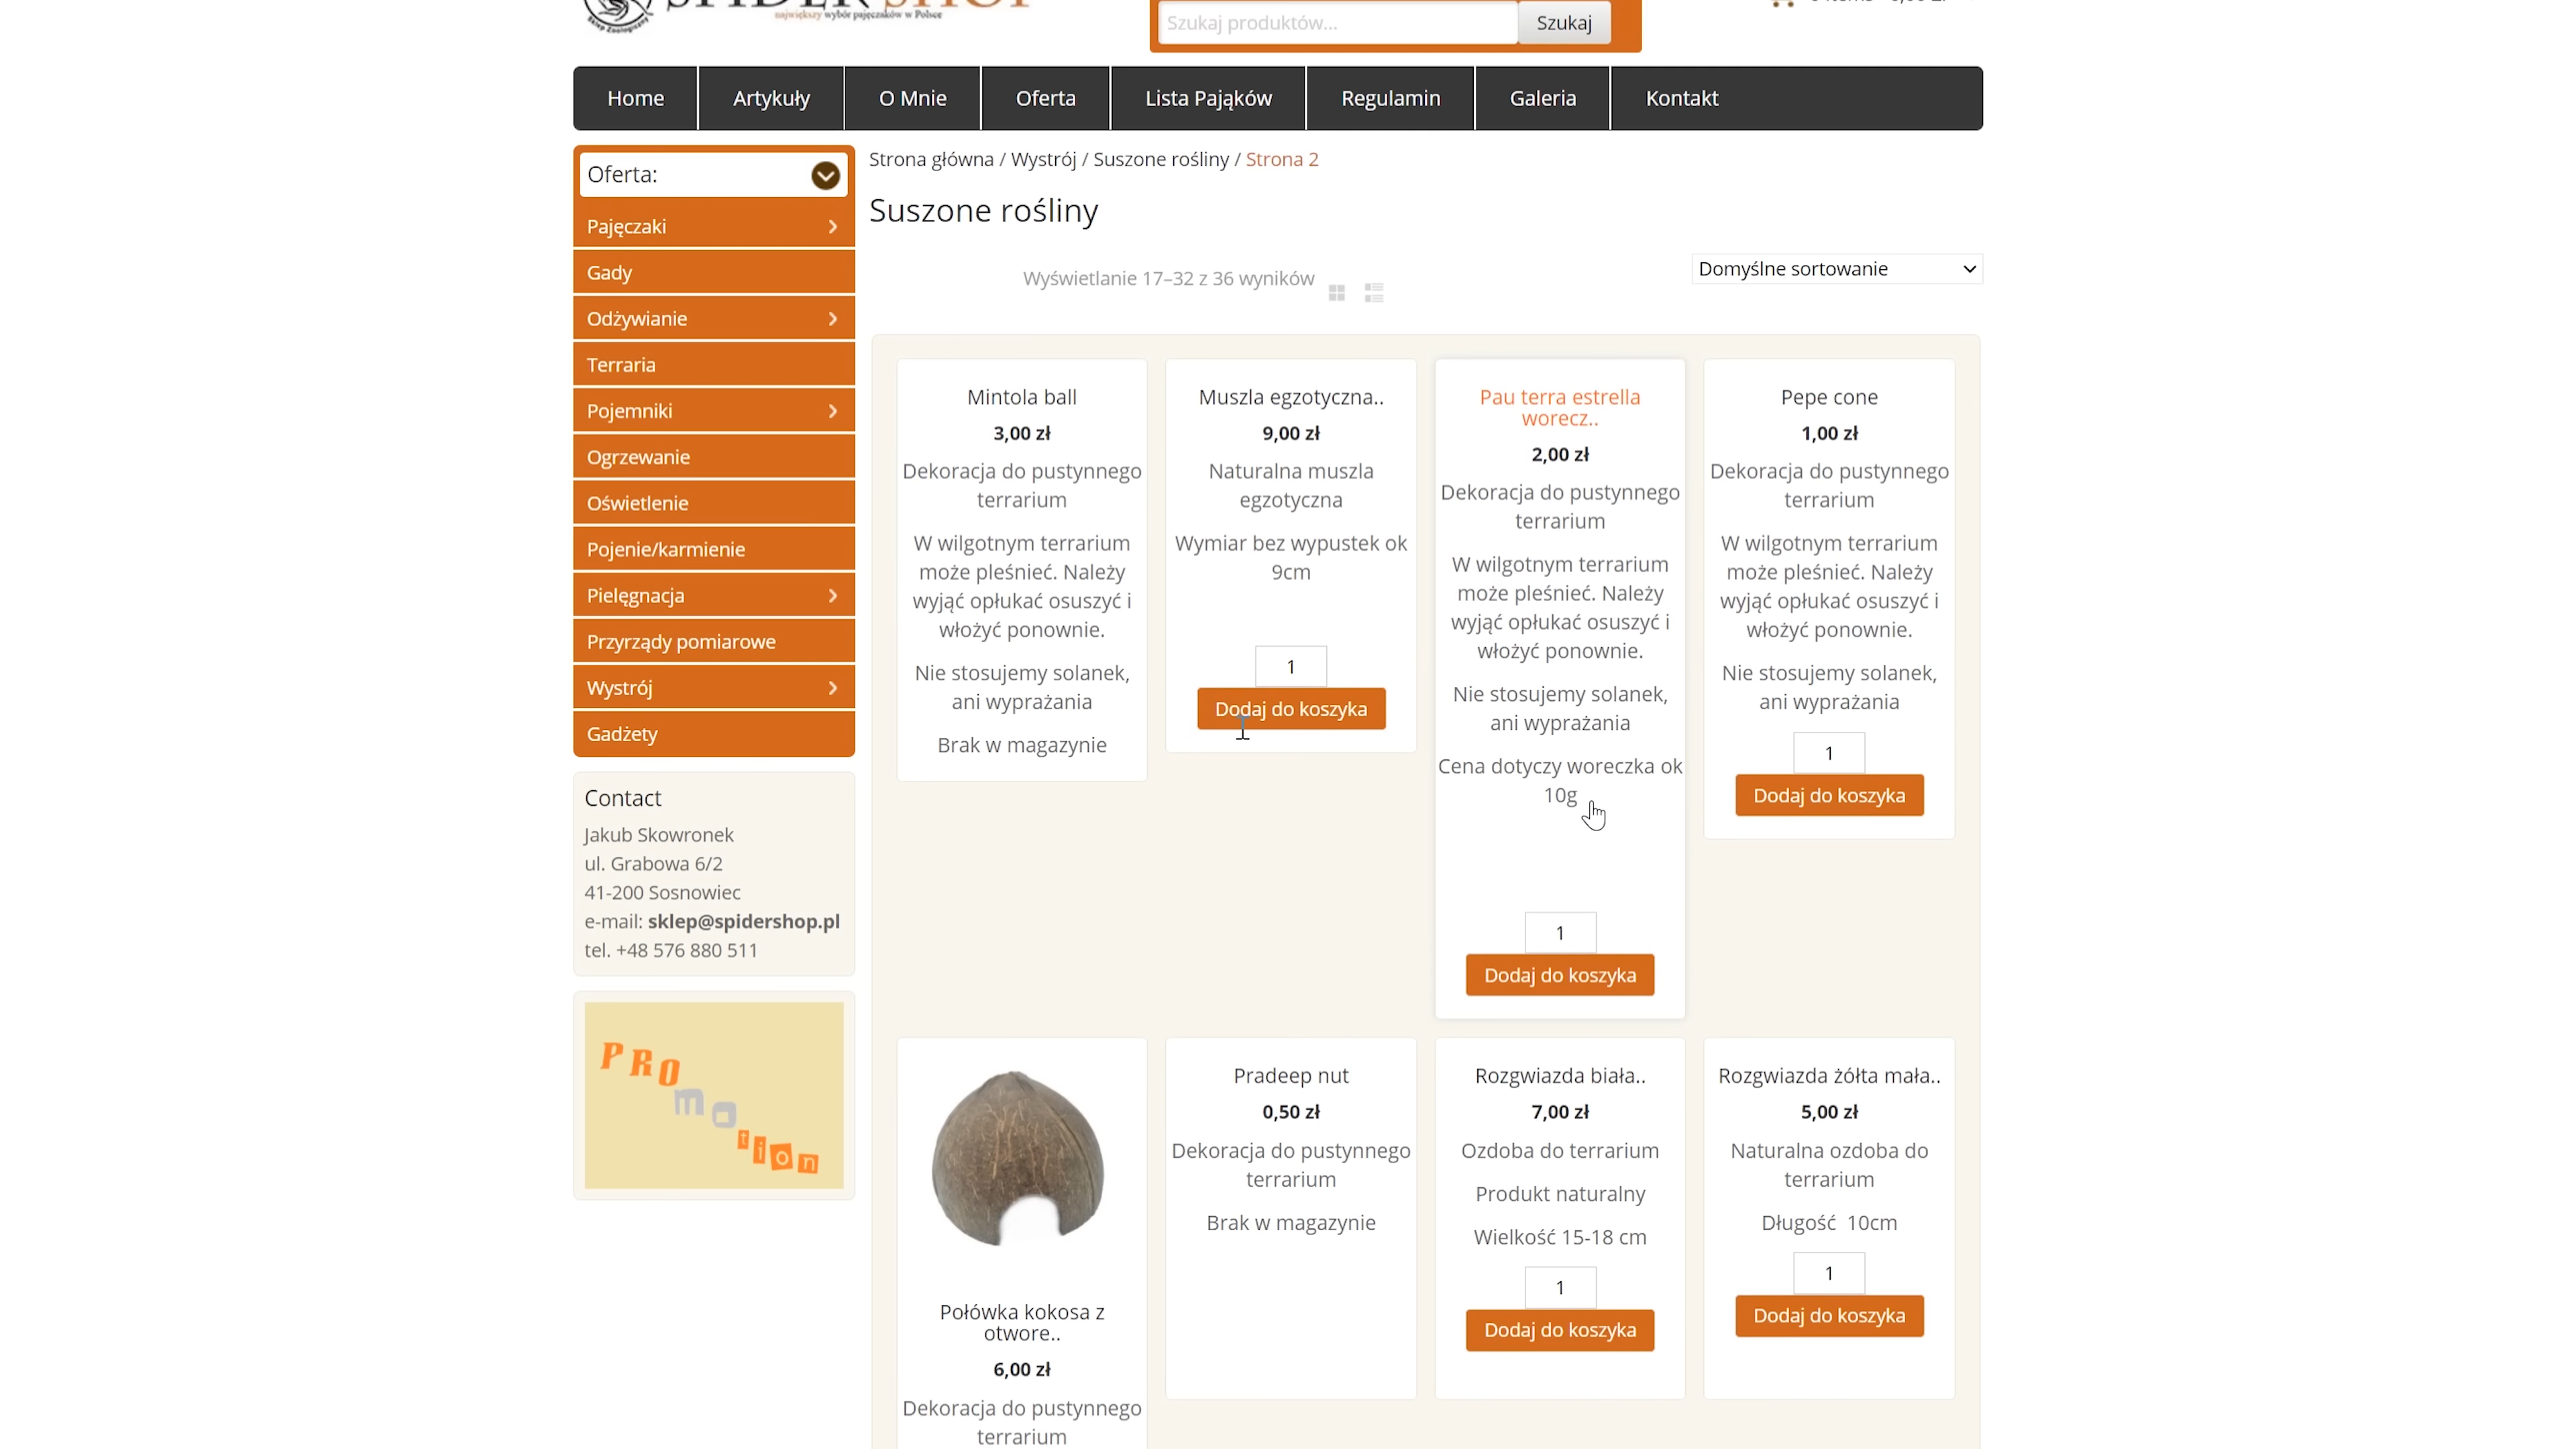 największy wybór pajęczaków w Polsce
Szukaj produktów...
Szukaj
Home
Artykuły
O Mnie
Oferta
Lista Pająków
Regulamin
Galeria
Kontakt
Oferta:
Pajęczaki
Gady
Odżywianie
Terraria
Pojemniki
Ogrzewanie
Oświetlenie
Pojenie/karmienie
Pielęgnacja
Przyrządy pomiarowe
Wystrój
Gadżety
Contact
Jakub Skowronek
ul. Grabowa 6/2
41-200 Sosnowiec
e-mail: sklep@spidershop.pl
tel. +48 576 880 511
PROmotion
Strona główna / Wystrój / Suszone rośliny / Strona 2
Suszone rośliny
Wyświetlanie 17–32 z 36 wyników
Domyślne sortowanie
Mintola ball
3,00 zł
Dekoracja do pustynnego
terrarium
W wilgotnym terrarium
może pleśnieć. Należy
wyjąć opłukać osuszyć i
włożyć ponownie.
Nie stosujemy solanek,
ani wyprażania
Brak w magazynie
Muszla egzotyczna..
9,00 zł
Naturalna muszla
egzotyczna
Wymiar bez wypustek ok
9cm
1
Dodaj do koszyka
Pau terra estrella
worecz..
2,00 zł
Dekoracja do pustynnego
terrarium
W wilgotnym terrarium
może pleśnieć. Należy
wyjąć opłukać osuszyć i
włożyć ponownie.
Nie stosujemy solanek,
ani wyprażania
Cena dotyczy woreczka ok
10g
1
Dodaj do koszyka
Pepe cone
1,00 zł
Dekoracja do pustynnego
terrarium
W wilgotnym terrarium
może pleśnieć. Należy
wyjąć opłukać osuszyć i
włożyć ponownie.
Nie stosujemy solanek,
ani wyprażania
1
Dodaj do koszyka
Połówka kokosa z
otwore..
6,00 zł
Dekoracja do pustynnego
terrarium
Pradeep nut
0,50 zł
Dekoracja do pustynnego
terrarium
Brak w magazynie
Rozgwiazda biała..
7,00 zł
Ozdoba do terrarium
Produkt naturalny
Wielkość 15-18 cm
1
Dodaj do koszyka
Rozgwiazda żółta mała..
5,00 zł
Naturalna ozdoba do
terrarium
Długość  10cm
1
Dodaj do koszyka